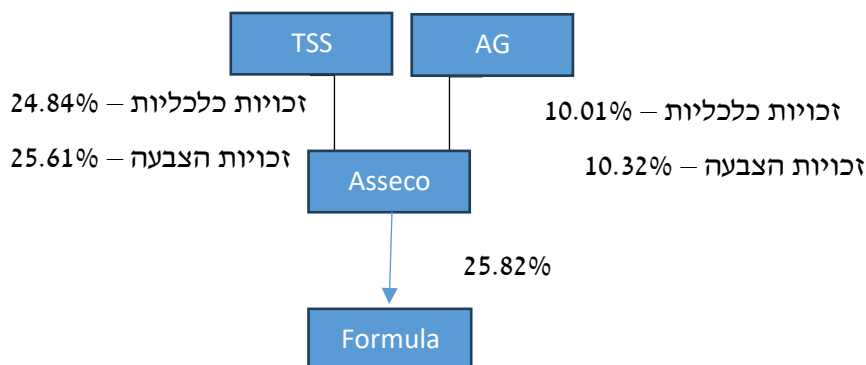 TSS
AG
זכויות כלכליות – 24.84%
זכויות כלכליות – 10.01%
זכויות הצבעה – 25.61%
זכויות הצבעה – 10.32%
Asseco
25.82%
Formula